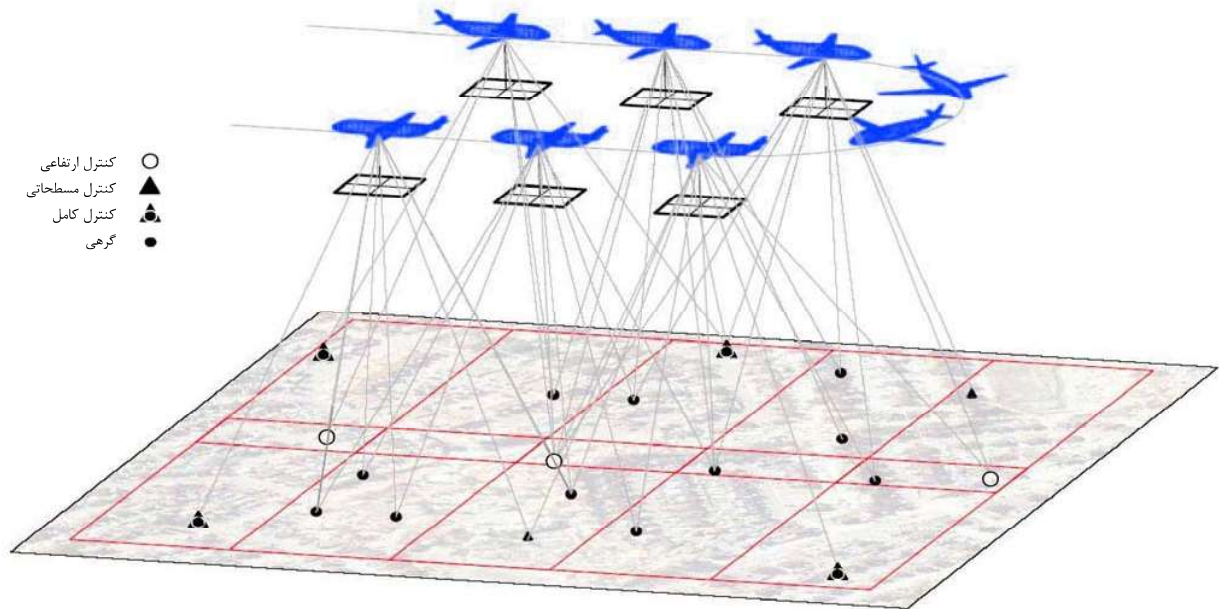 کنترل ارتفاعی
کنترل مسطحاتی
کنترل کامل
گرهی